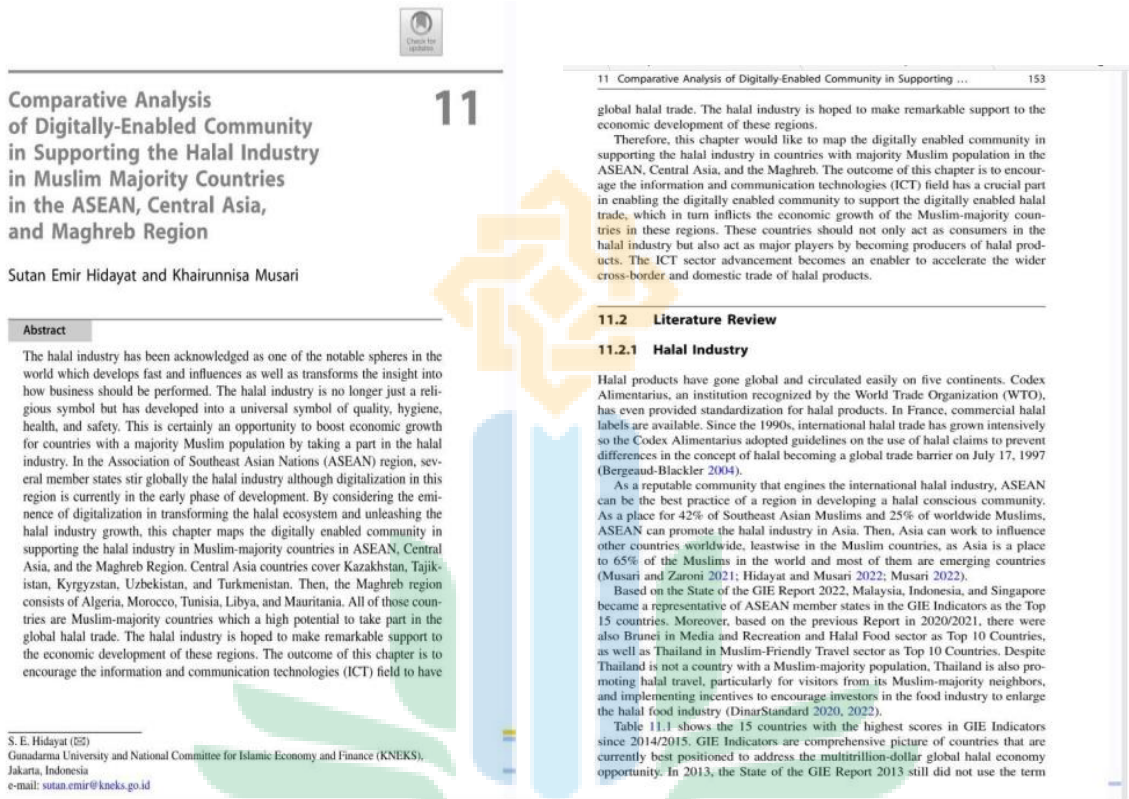 Check for
updates
Comparative Analysis
of Digitally-Enabled Community
in Supporting the Halal Industry
in Muslim Majority Countries
in the ASEAN, Central Asia,
and Maghreb Region
11
Sutan Emir Hidayat and Khairunnisa Musari
Abstract
The halal industry has been acknowledged as one of the notable spheres in the
world which develops fast and influences as well as transforms the insight into
how business should be performed. The halal industry is no longer just a reli-
gious symbol but has developed into a universal symbol of quality, hygiene,
health, and safety. This is certainly an opportunity to boost economic growth
for countries with a majority Muslim population by taking a part in the halal
industry. In the Association of Southeast Asian Nations (ASEAN) region, sev-
eral member states stir globally the halal industry although digitalization in this
region is currently in the early phase of development. By considering the emi-
nence of digitalization in transforming the halal ecosystem and unleashing the
halal industry growth, this chapter maps the digitally enabled community in
supporting the halal industry in Muslim-majority countries in ASEAN, Central
Asia, and the Maghreb Region. Central Asia countries cover Kazakhstan, Tajik-
istan, Kyrgyzstan, Uzbekistan, and Turkmenistan. Then, the Maghreb region
consists of Algeria, Morocco, Tunisia, Libya, and Mauritania. All of those coun-
tries are Muslim-majority countries which a high potential to take part in the
global halal trade. The halal industry is hoped to make remarkable support to
the economic development of these regions. The outcome of this chapter is to
encourage the information and communication technologies (ICT) field to have
S. E. Hidayat (✉)
Gunadarma University and National Committee for Islamic Economy and Finance (KNEKS),
Jakarta, Indonesia
e-mail: sutan.emir@kneks.go.id
11 Comparative Analysis of Digitally-Enabled Community in Supporting ... 153
global halal trade. The halal industry is hoped to make remarkable support to the
economic development of these regions.
Therefore, this chapter would like to map the digitally enabled community in
supporting the halal industry in countries with majority Muslim population in the
ASEAN, Central Asia, and the Maghreb. The outcome of this chapter is to encour-
age the information and communication technologies (ICT) field has a crucial part
in enabling the digitally enabled community to support the digitally enabled halal
trade, which in turn inflicts the economic growth of the Muslim-majority coun-
tries in these regions. These countries should not only act as consumers in the
halal industry but also act as major players by becoming producers of halal prod-
ucts. The ICT sector advancement becomes an enabler to accelerate the wider
cross-border and domestic trade of halal products.
11.2 Literature Review
11.2.1 Halal Industry
Halal products have gone global and circulated easily on five continents. Codex
Alimentarius, an institution recognized by the World Trade Organization (WTO),
has even provided standardization for halal products. In France, commercial halal
labels are available. Since the 1990s, international halal trade has grown intensively
so the Codex Alimentarius adopted guidelines on the use of halal claims to prevent
differences in the concept of halal becoming a global trade barrier on July 17, 1997
(Bergeaud-Blackler 2004).
As a reputable community that engines the international halal industry, ASEAN
can be the best practice of a region in developing a halal conscious community.
As a place for 42% of Southeast Asian Muslims and 25% of worldwide Muslims,
ASEAN can promote the halal industry in Asia. Then, Asia can work to influence
other countries worldwide, leastwise in the Muslim countries, as Asia is a place
to 65% of the Muslims in the world and most of them are emerging countries
(Musari and Zaroni 2021; Hidayat and Musari 2022; Musari 2022).
Based on the State of the GIE Report 2022, Malaysia, Indonesia, and Singapore
became a representative of ASEAN member states in the GIE Indicators as the Top
15 countries. Moreover, based on the previous Report in 2020/2021, there were
also Brunei in Media and Recreation and Halal Food sector as Top 10 Countries,
as well as Thailand in Muslim-Friendly Travel sector as Top 10 Countries. Despite
Thailand is not a country with a Muslim-majority population, Thailand is also pro-
moting halal travel, particularly for visitors from its Muslim-majority neighbors,
and implementing incentives to encourage investors in the food industry to enlarge
the halal food industry (DinarStandard 2020, 2022).
Table 11.1 shows the 15 countries with the highest scores in GIE Indicators
since 2014/2015. GIE Indicators are comprehensive picture of countries that are
currently best positioned to address the multitrillion-dollar global halal economy
opportunity. In 2013, the State of the GIE Report 2013 still did not use the term